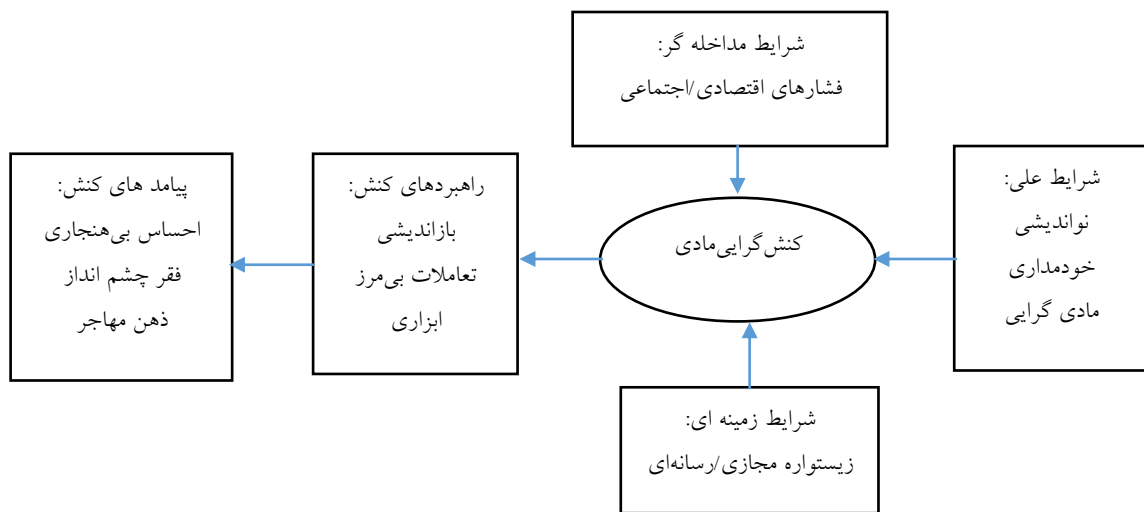 شرایط مداخله گر:
فشارهای اقتصادی/اجتماعی
شرایط علی:
نواندیشی
خودمداری
مادی گرایی
کنش‌گرایی‌مادی
راهبردهای کنش:
بازاندیشی
تعاملات بی‌مرز
ابزاری
پیامد های کنش:
احساس بی‌هنجاری
فقر چشم انداز
ذهن مهاجر
شرایط زمینه ای:
زیستواره مجازی/رسانه‌ای